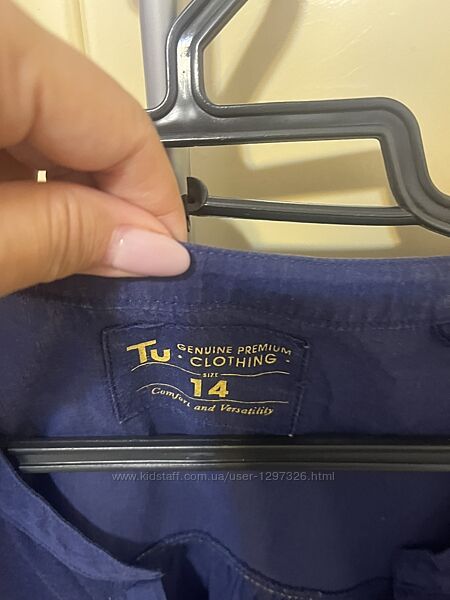 Tu GENUINE PREMIUM
· CLOTHING ·
SIZE
14
Comfort and Versatility
www.kidstaff.com.ua/user-1297326.html